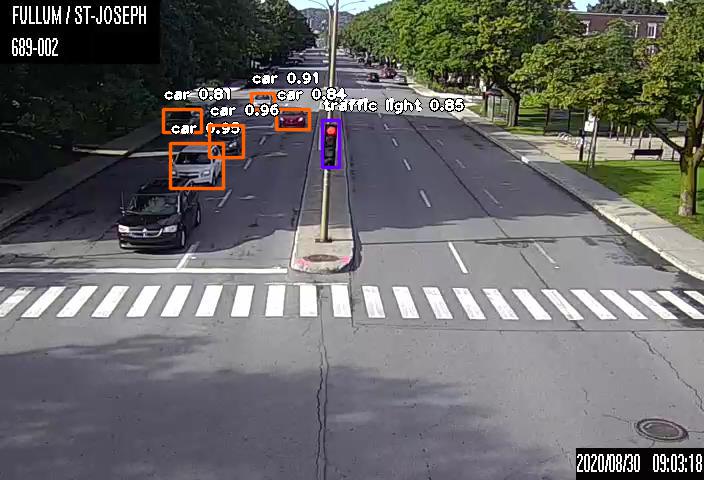 FULLUM / ST-JOSEPH
689-002
car 0.91
car 0.81
car 0.84
car 0.96
traffic light 0.85
car 0.95
2020/08/30 09:03:18